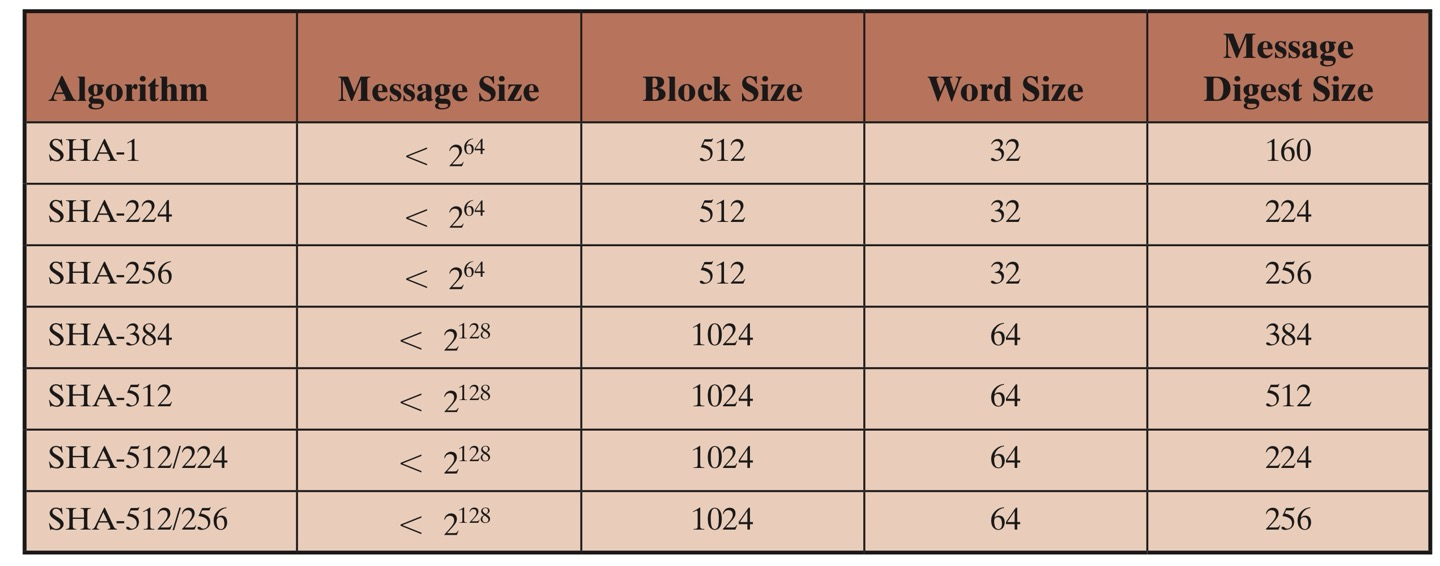 Algorithm Message Size Block Size Word Size Message Digest Size
SHA-1 < 2^64 512 32 160
SHA-224 < 2^64 512 32 224
SHA-256 < 2^64 512 32 256
SHA-384 < 2^128 1024 64 384
SHA-512 < 2^128 1024 64 512
SHA-512/224 < 2^128 1024 64 224
SHA-512/256 < 2^128 1024 64 256